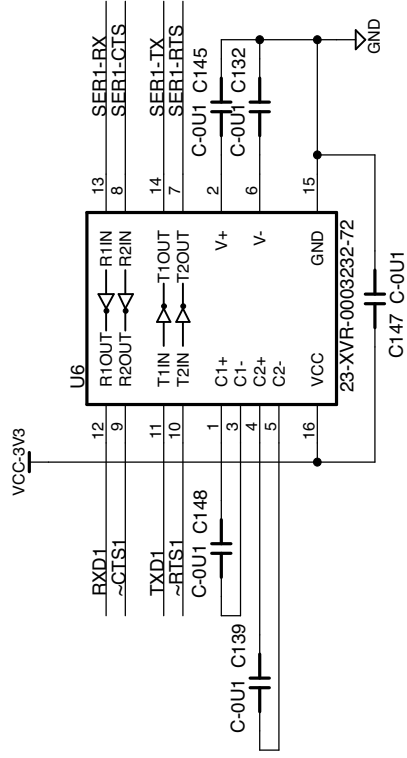 VCC-3V3
U6
RXD1 12 R1OUT R1IN 13 SER1-RX
~CTS1 9 R2OUT R2IN 8 SER1-CTS
TXD1 11 T1IN T1OUT 14 SER1-TX
~RTS1 10 T2IN T2OUT 7 SER1-RTS
C-0U1 C148 1 C1+ V+ 2 C-0U1 C145
3 C1-
C-0U1 C139 4 C2+ V- 6 C-0U1 C132
5 C2-
16 VCC GND 15
GND
23-XVR-0003232-72
C147 C-0U1